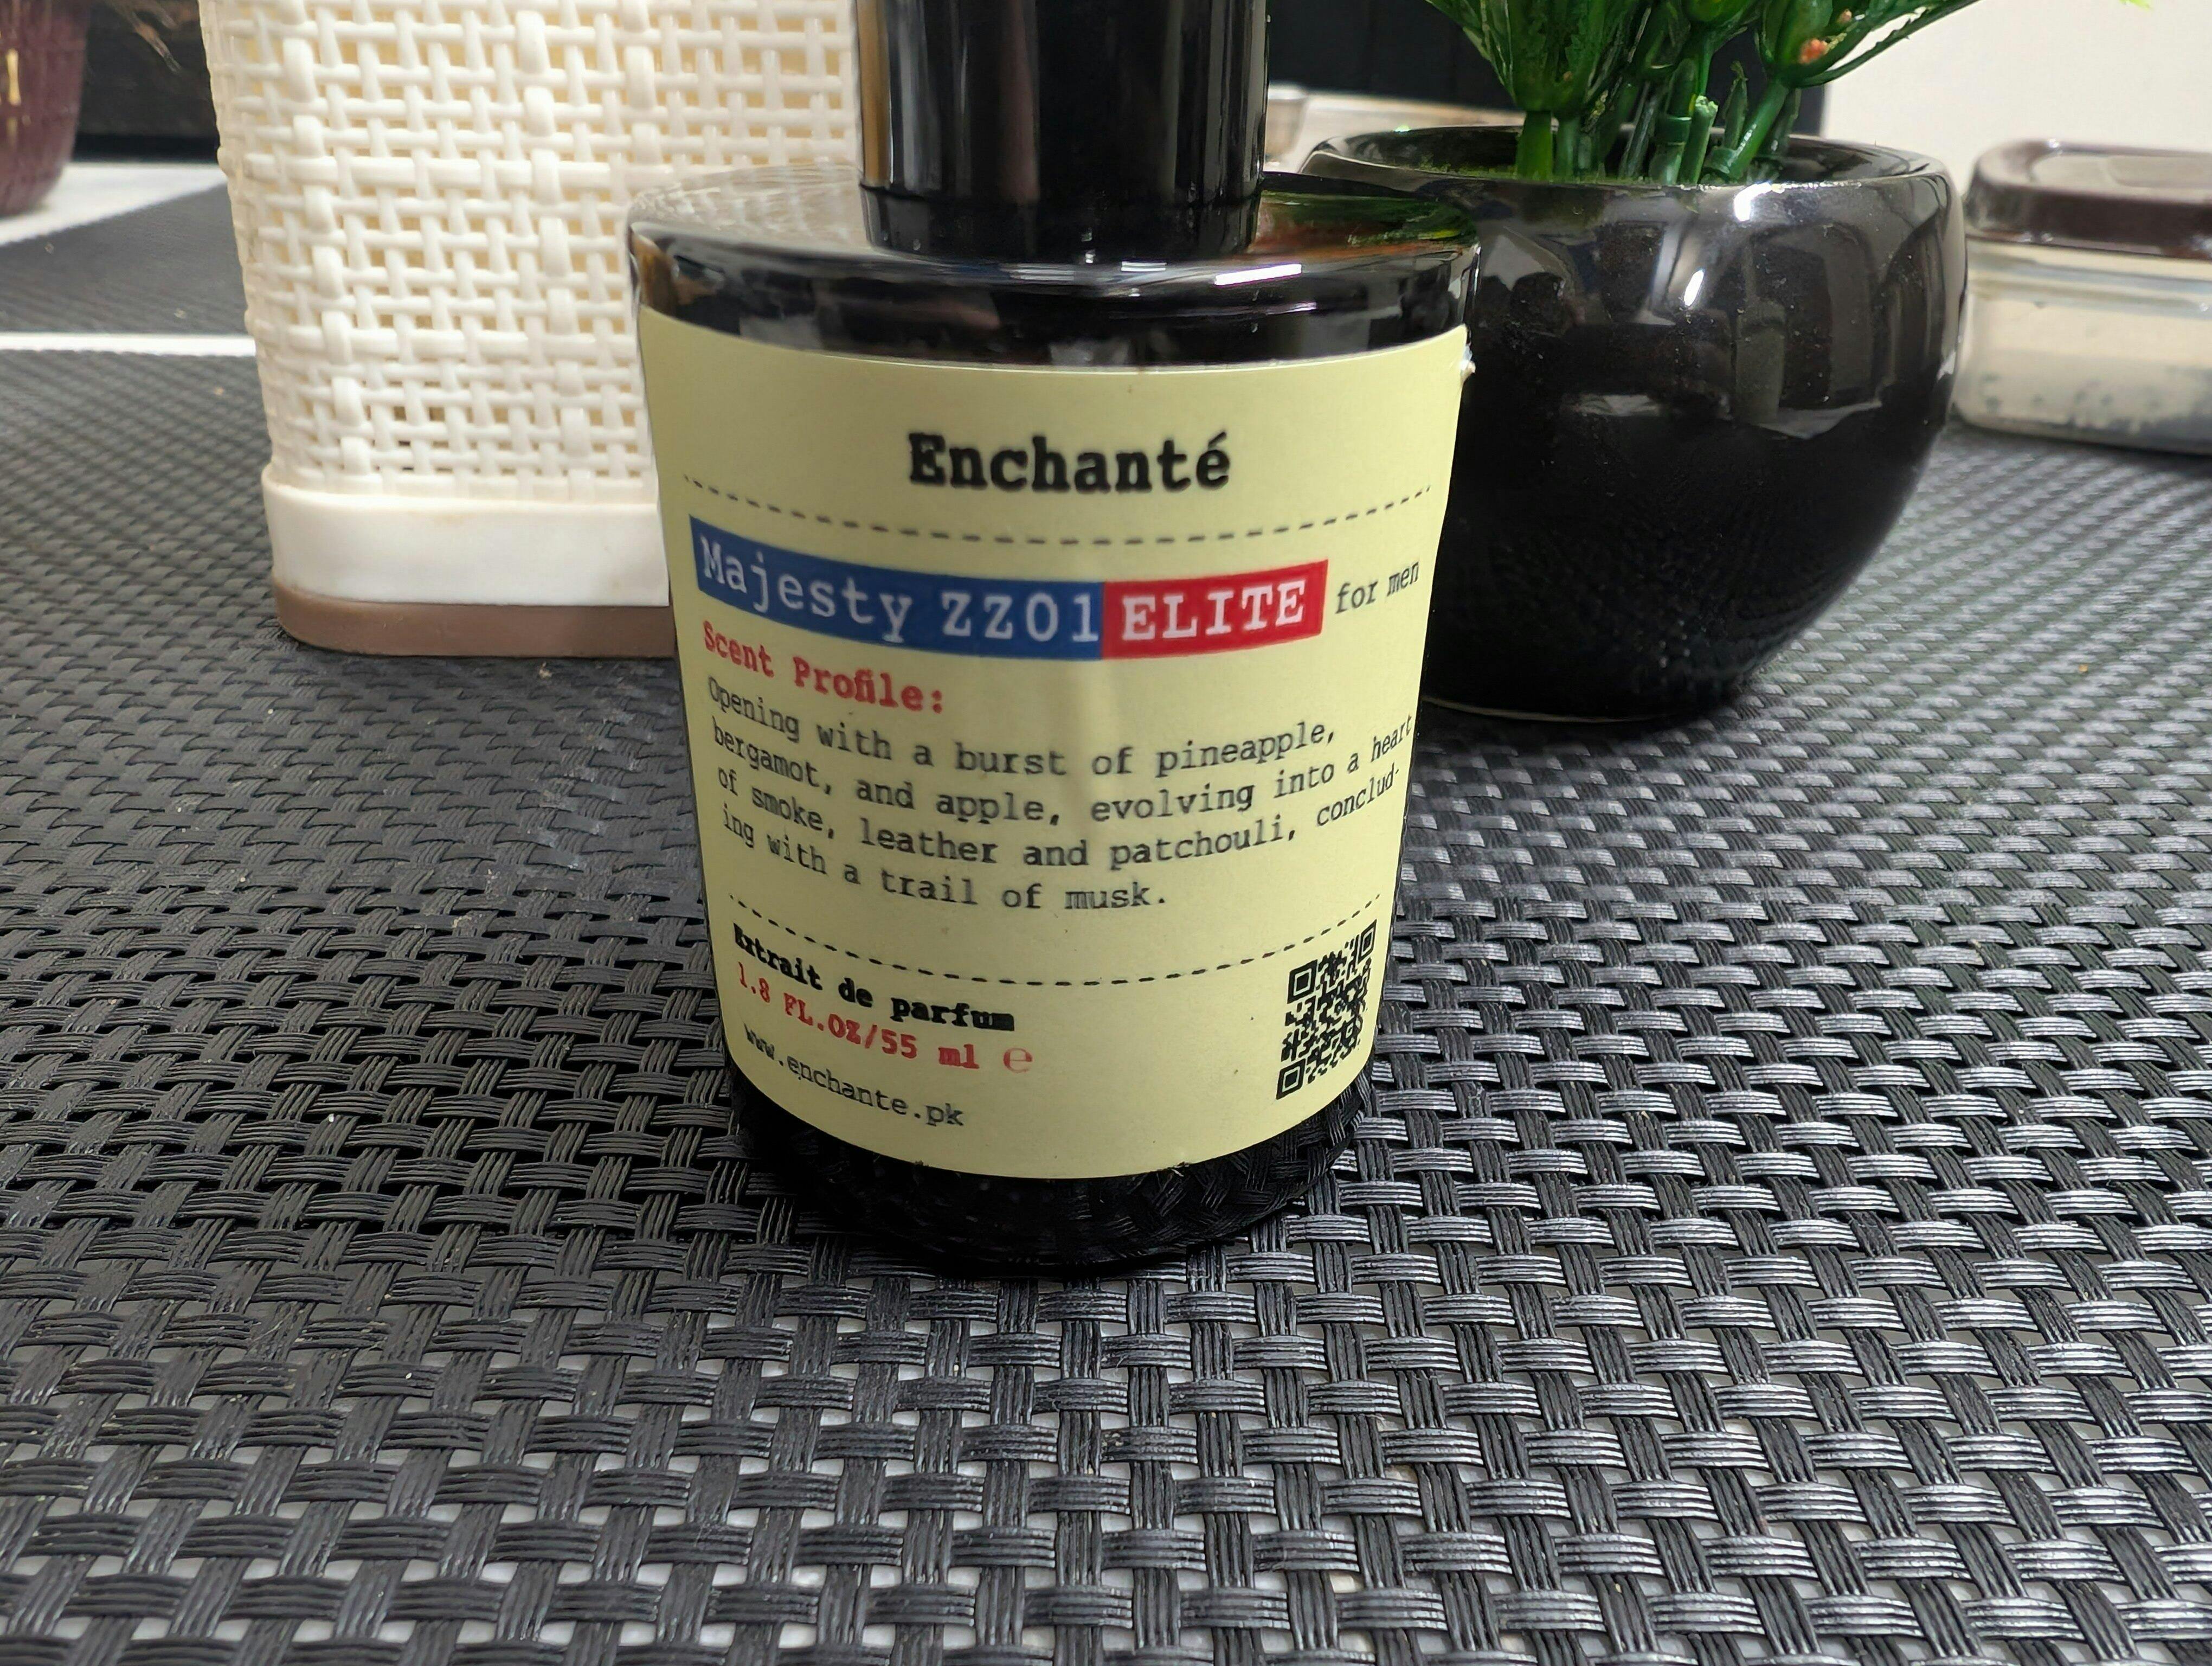 Enchanté
Majesty ZZ01 ELITE for men
Scent Profile:
Opening with a burst of pineapple,
bergamot, and apple, evolving into a heart
of smoke, leather and patchouli, conclud-
ing with a trail of musk.
Extrait de parfum
1.8 FL.OZ/55 ml ℮
www.enchante.pk